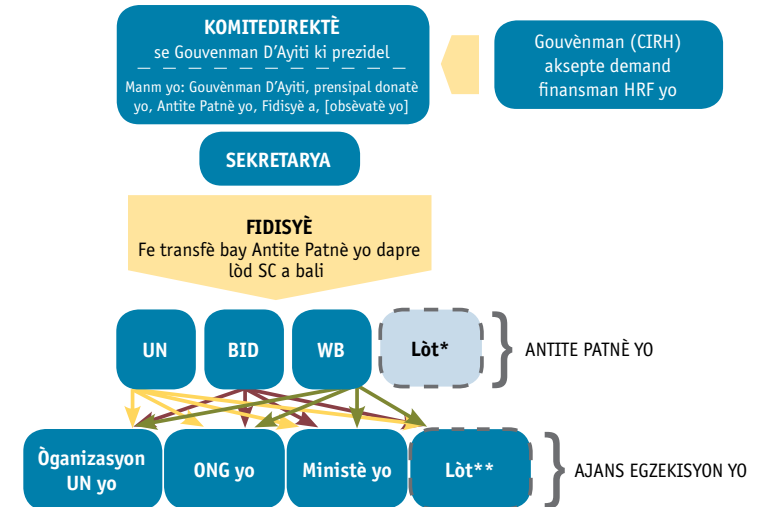 KOMITEDIREKTÈ
se Gouvenman D'Ayiti ki prezidel
Manm yo: Gouvènman D'Ayiti, prensipal donatè
yo, Antite Patnè yo, Fidisyè a, [obsèvatè yo]
Gouvènman (CIRH)
aksepte demand
finansman HRF yo
SEKRETARYA
FIDISYÈ
Fe transfè bay Antite Patnè yo dapre
lòd SC a bali
UN
BID
WB
Lòt*
ANTITE PATNÈ YO
Òganizasyon
UN yo
ONG yo
Ministè yo
Lòt**
AJANS EGZEKISYON YO